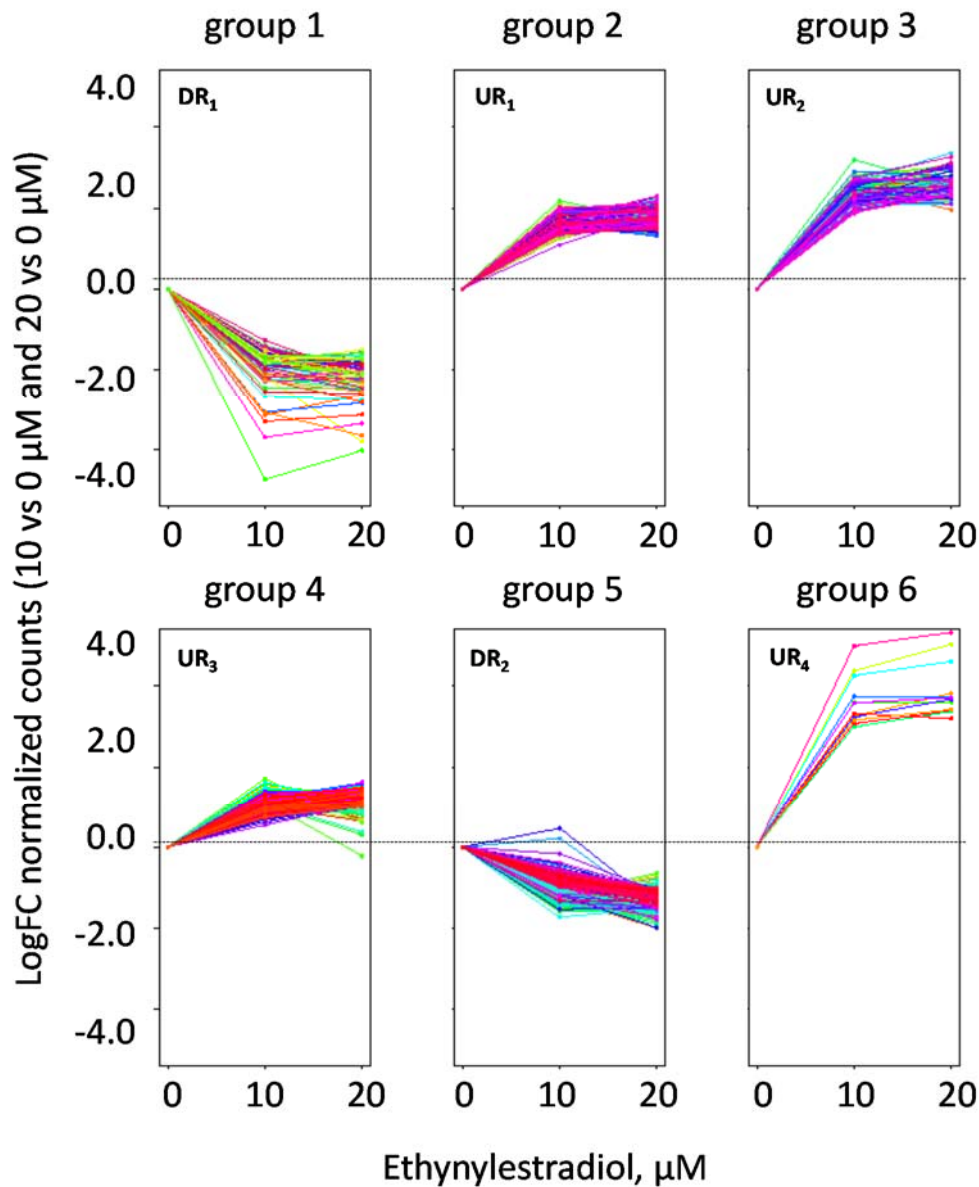 group 1 group 2 group 3
DR₁ UR₁ UR₂
4.0
2.0
0.0
-2.0
-4.0
0 10 20 0 10 20 0 10 20
group 4 group 5 group 6
UR₃ DR₂ UR₄
4.0
2.0
0.0
-2.0
-4.0
0 10 20 0 10 20 0 10 20
LogFC normalized counts (10 vs 0 µM and 20 vs 0 µM)
Ethynylestradiol, µM